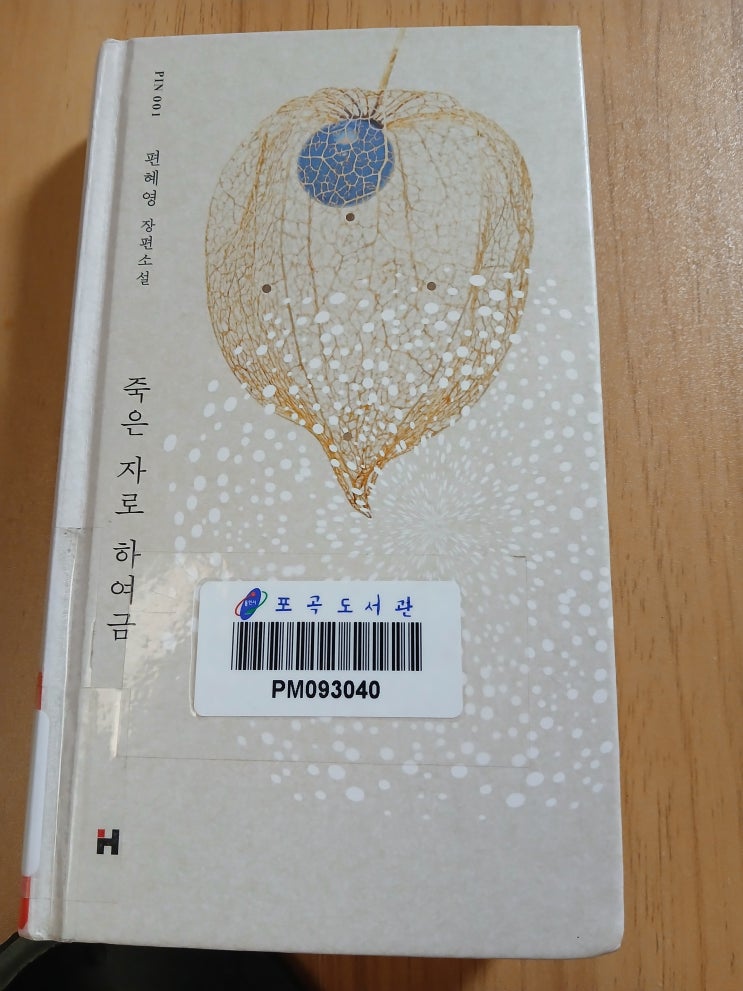 PIN 001
편혜영 장편소설
죽은 자로 하여금
포곡도서관
PM093040
H